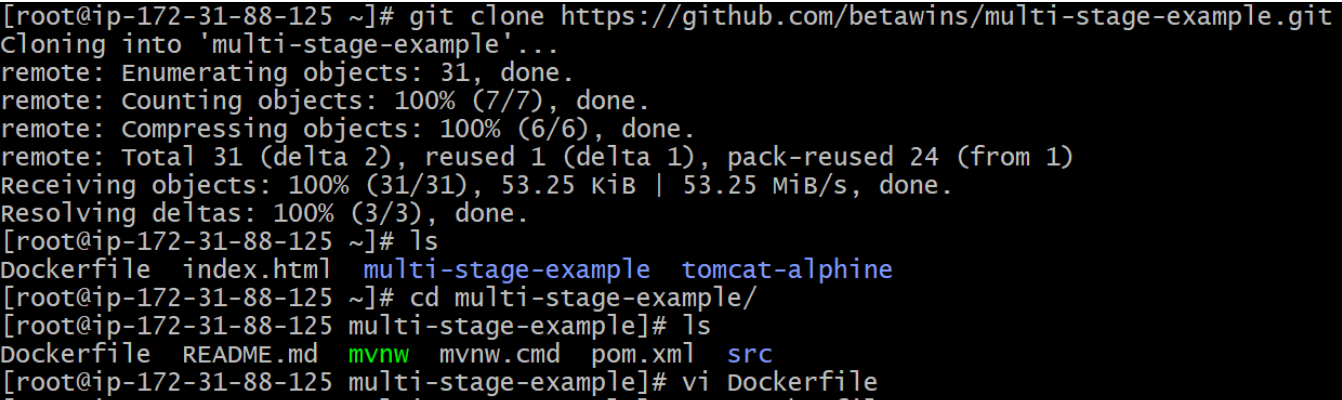 [root@ip-172-31-88-125 ~]# git clone https://github.com/betawins/multi-stage-example.git
Cloning into 'multi-stage-example'...
remote: Enumerating objects: 31, done.
remote: Counting objects: 100% (7/7), done.
remote: Compressing objects: 100% (6/6), done.
remote: Total 31 (delta 2), reused 1 (delta 1), pack-reused 24 (from 1)
Receiving objects: 100% (31/31), 53.25 KiB | 53.25 MiB/s, done.
Resolving deltas: 100% (3/3), done.
[root@ip-172-31-88-125 ~]# ls
Dockerfile  index.html  multi-stage-example  tomcat-alphine
[root@ip-172-31-88-125 ~]# cd multi-stage-example/
[root@ip-172-31-88-125 multi-stage-example]# ls
Dockerfile  README.md  mvnw  mvnw.cmd  pom.xml  src
[root@ip-172-31-88-125 multi-stage-example]# vi Dockerfile